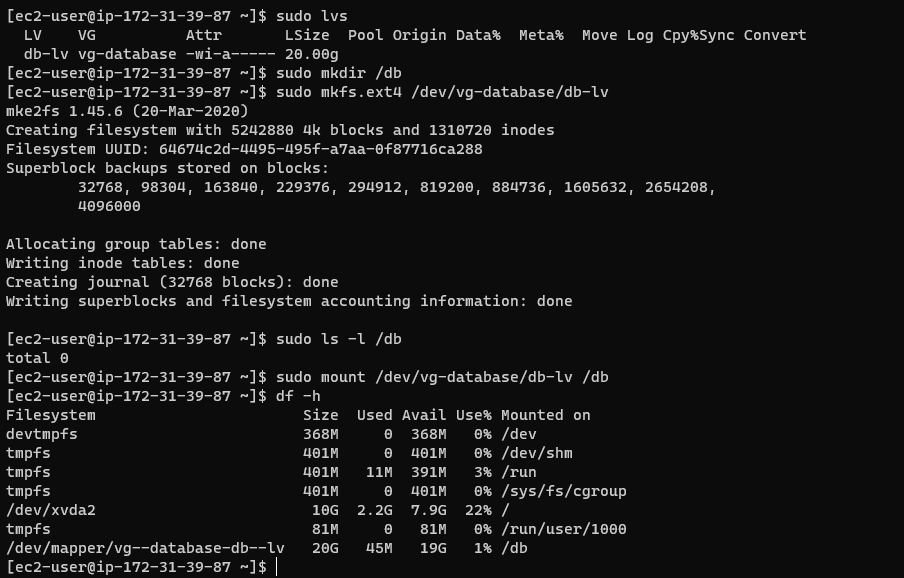 [ec2-user@ip-172-31-39-87 ~]$ sudo lvs
  LV    VG          Attr       LSize  Pool Origin Data%  Meta%  Move Log Cpy%Sync Convert
  db-lv vg-database -wi-a----- 20.00g
[ec2-user@ip-172-31-39-87 ~]$ sudo mkdir /db
[ec2-user@ip-172-31-39-87 ~]$ sudo mkfs.ext4 /dev/vg-database/db-lv
mke2fs 1.45.6 (20-Mar-2020)
Creating filesystem with 5242880 4k blocks and 1310720 inodes
Filesystem UUID: 64674c2d-4495-495f-a7aa-0f87716ca288
Superblock backups stored on blocks:
        32768, 98304, 163840, 229376, 294912, 819200, 884736, 1605632, 2654208,
        4096000

Allocating group tables: done
Writing inode tables: done
Creating journal (32768 blocks): done
Writing superblocks and filesystem accounting information: done

[ec2-user@ip-172-31-39-87 ~]$ sudo ls -l /db
total 0
[ec2-user@ip-172-31-39-87 ~]$ sudo mount /dev/vg-database/db-lv /db
[ec2-user@ip-172-31-39-87 ~]$ df -h
Filesystem                       Size  Used Avail Use% Mounted on
devtmpfs                         368M     0  368M   0% /dev
tmpfs                            401M     0  401M   0% /dev/shm
tmpfs                            401M   11M  391M   3% /run
tmpfs                            401M     0  401M   0% /sys/fs/cgroup
/dev/xvda2                        10G  2.2G  7.9G  22% /
tmpfs                             81M     0   81M   0% /run/user/1000
/dev/mapper/vg--database-db--lv   20G   45M   19G   1% /db
[ec2-user@ip-172-31-39-87 ~]$